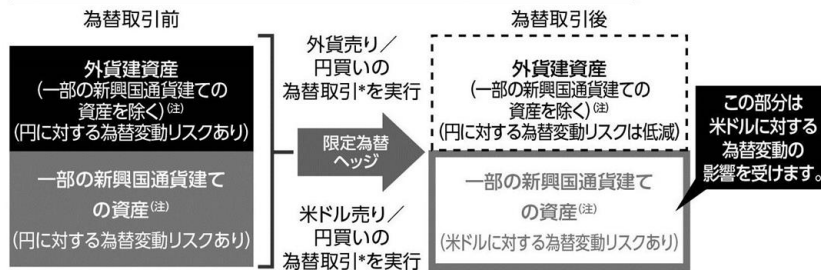 為替取引前
外貨建資産
(一部の新興国通貨建ての
資産を除く)(注)
(円に対する為替変動リスクあり)
一部の新興国通貨建て
の資産(注)
(円に対する為替変動リスクあり)
外貨売り／
円買いの
為替取引*を実行
限定為替
ヘッジ
米ドル売り／
円買いの
為替取引*を実行
為替取引後
外貨建資産
(一部の新興国通貨建ての
資産を除く)(注)
(円に対する為替変動リスクは低減)
一部の新興国通貨建て
の資産(注)
(米ドルに対する為替変動リスクあり)
この部分は
米ドルに対する
為替変動の
影響を受けます。